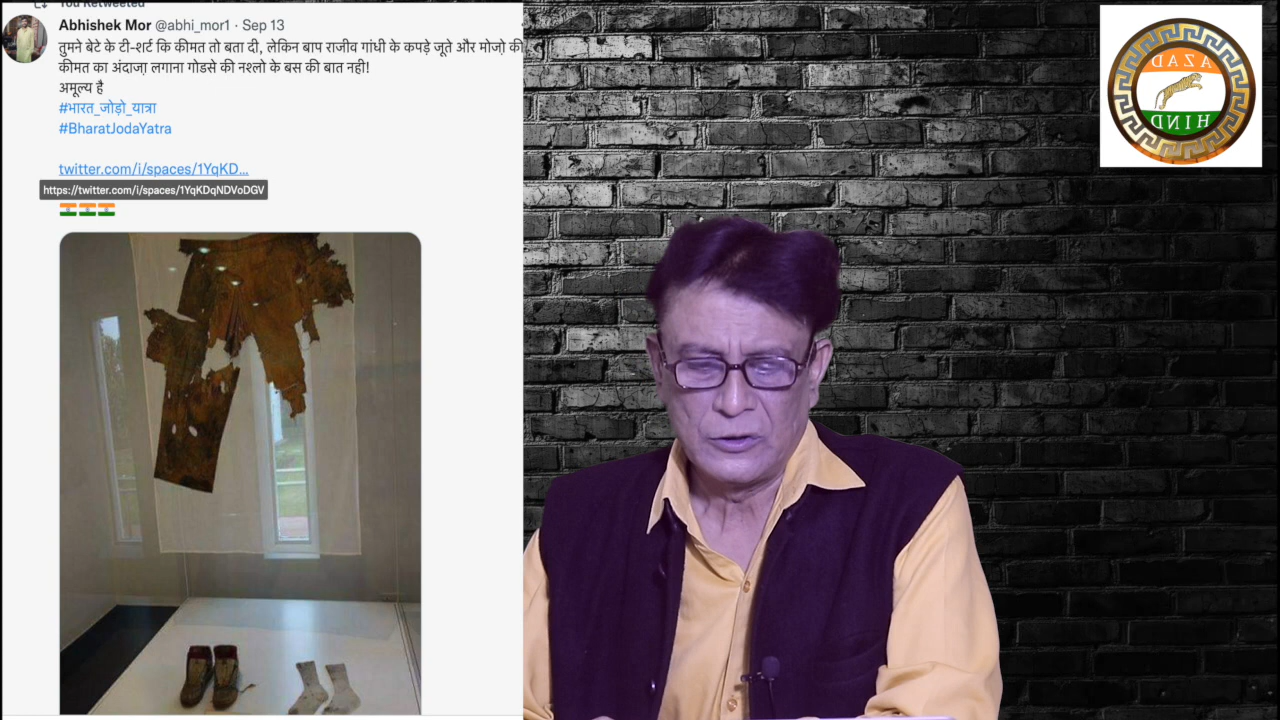 You Retweeted
Abhishek Mor @abhi_mor1 · Sep 13
तुमने बेटे के टी-शर्ट कि कीमत तो बता दी, लेकिन बाप राजीव गांधी के कपड़े जूते और मोजो़ की
कीमत का अंदाजा़ लगाना गोडसे की नश्लो के बस की बात नही!
अमूल्य है
#भारत_जोड़ो_यात्रा
#BharatJodaYatra
twitter.com/i/spaces/1YqKD...
https://twitter.com/i/spaces/1YqKDqNDVoDGV
AZAD
HIND